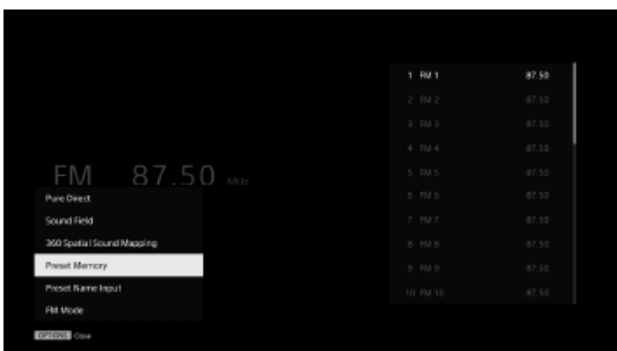 FM 87.50 MHz
Pure Direct
Sound Field
360 Spatial Sound Mapping
Preset Memory
Preset Name Input
FM Mode
OPTIONS Close
1 FM 1 87.50
2 FM 2 87.50
3 FM 3 87.50
4 FM 4 87.50
5 FM 5 87.50
6 FM 6 87.50
7 FM 7 87.50
8 FM 8 87.50
9 FM 9 87.50
10 FM 10 87.50